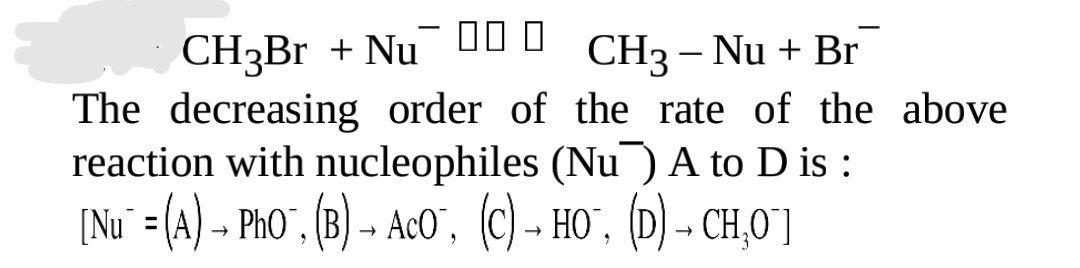 CH₃Br + Nu⁻ ▯▯ ▯ CH₃ – Nu + Br⁻
The decreasing order of the rate of the above
reaction with nucleophiles (Nu⁻) A to D is :
[Nu⁻ = (A) → PhO⁻, (B) → AcO⁻, (C) → HO⁻, (D) → CH₃O⁻]